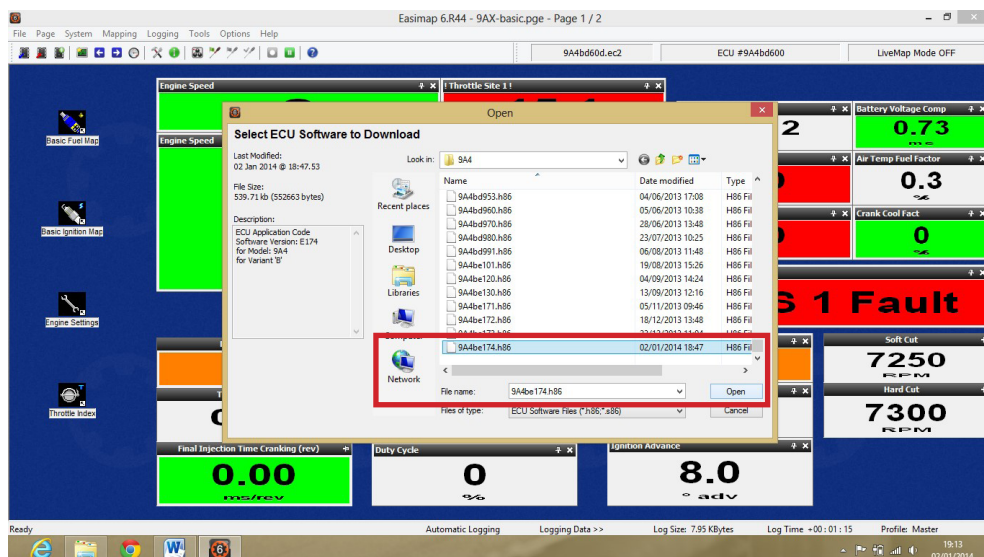 Easimap 6.R44 - 9AX-basic.pge - Page 1 / 2
File Page System Mapping Logging Tools Options Help
9A4bd60d.ec2 ECU #9A4bd600 LiveMap Mode OFF
Basic Fuel Map
Basic Ignition Map
Engine Settings
Throttle Index
Engine Speed
! Throttle Site 1 !
Engine Speed
2
Battery Voltage Comp
0.73
ms
Air Temp Fuel Factor
0.3
%
Crank Cool Fact
0
%
S 1 Fault
Soft Cut
7250
RPM
Hard Cut
7300
RPM
Open
Select ECU Software to Download
Last Modified:
02 Jan 2014 @ 18:47.53
File Size:
539.71 kb (552663 bytes)
Description:
ECU Application Code
Software Version: E174
for Model: 9A4
for Variant 'B'
Look in: 9A4
Recent places
Desktop
Libraries
Computer
Network
Name Date modified Type
9A4bd953.h86 04/06/2013 17:08 H86 Fil
9A4bd960.h86 05/06/2013 10:38 H86 Fil
9A4bd970.h86 28/06/2013 13:48 H86 Fil
9A4bd980.h86 23/07/2013 10:25 H86 Fil
9A4bd991.h86 06/08/2013 11:48 H86 Fil
9A4be101.h86 19/08/2013 15:26 H86 Fil
9A4be120.h86 04/09/2013 14:24 H86 Fil
9A4be130.h86 13/09/2013 12:16 H86 Fil
9A4be171.h86 05/11/2013 09:46 H86 Fil
9A4be172.h86 18/12/2013 13:48 H86 Fil
9A4be174.h86 02/01/2014 18:47 H86 Fil
File name: 9A4be174.h86 Open
Files of type: ECU Software Files (*.h86;*.s86) Cancel
Final Injection Time Cranking (rev)
0.00
ms/rev
Duty Cycle
0
%
Ignition Advance
8.0
° adv
Ready Automatic Logging Logging Data >> Log Size: 7.95 KBytes Log Time +00:01:15 Profile: Master
19:13
02/01/2014